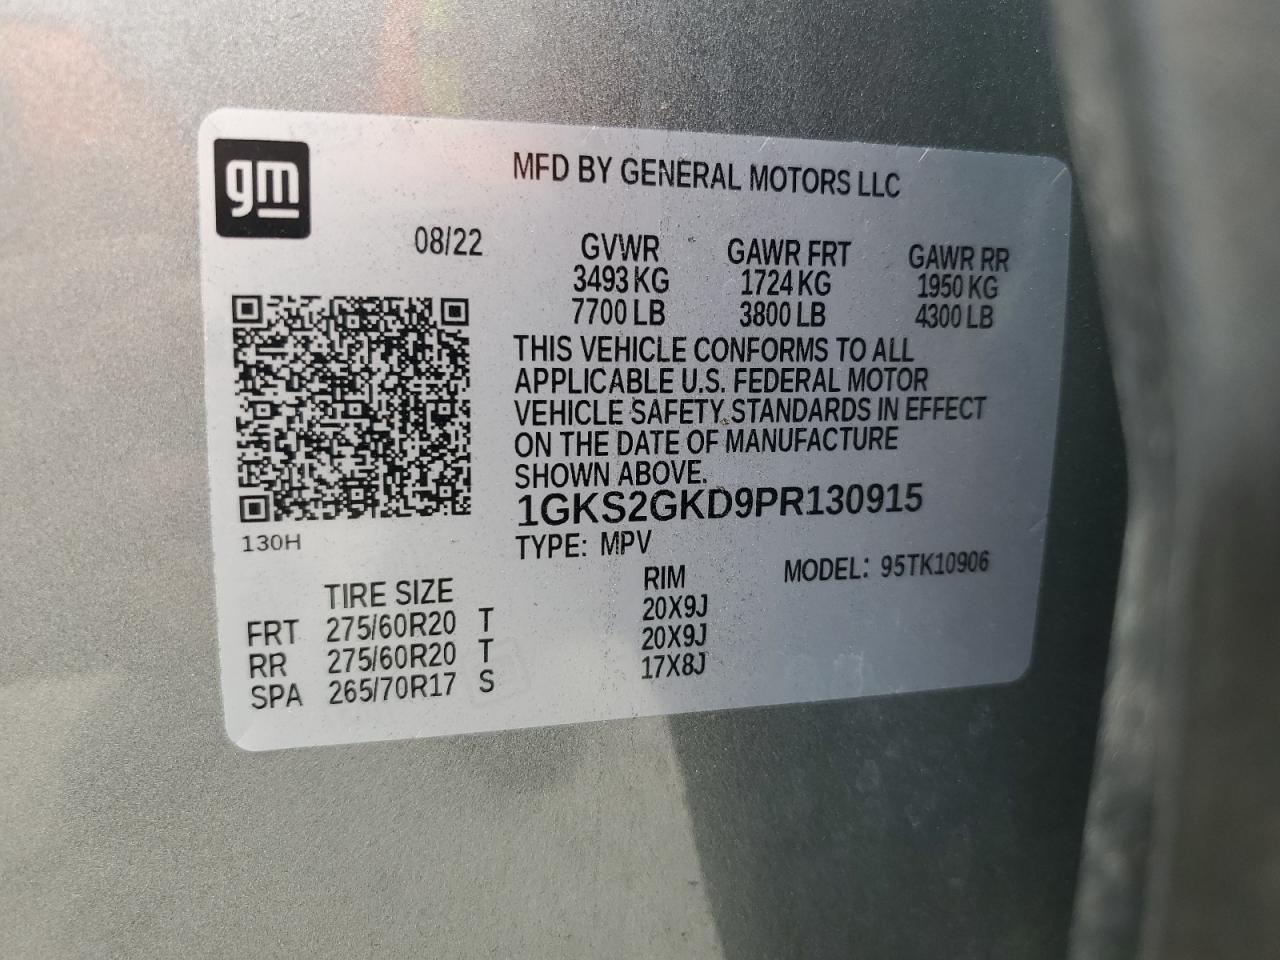 gm
MFD BY GENERAL MOTORS LLC
08/22
GVWR GAWR FRT GAWR RR
3493 KG 1724 KG 1950 KG
7700 LB 3800 LB 4300 LB
THIS VEHICLE CONFORMS TO ALL
APPLICABLE U.S. FEDERAL MOTOR
VEHICLE SAFETY STANDARDS IN EFFECT
ON THE DATE OF MANUFACTURE
SHOWN ABOVE.
1GKS2GKD9PR130915
130H
TYPE: MPV MODEL: 95TK10906
TIRE SIZE RIM
FRT 275/60R20 T 20X9J
RR 275/60R20 T 20X9J
SPA 265/70R17 S 17X8J